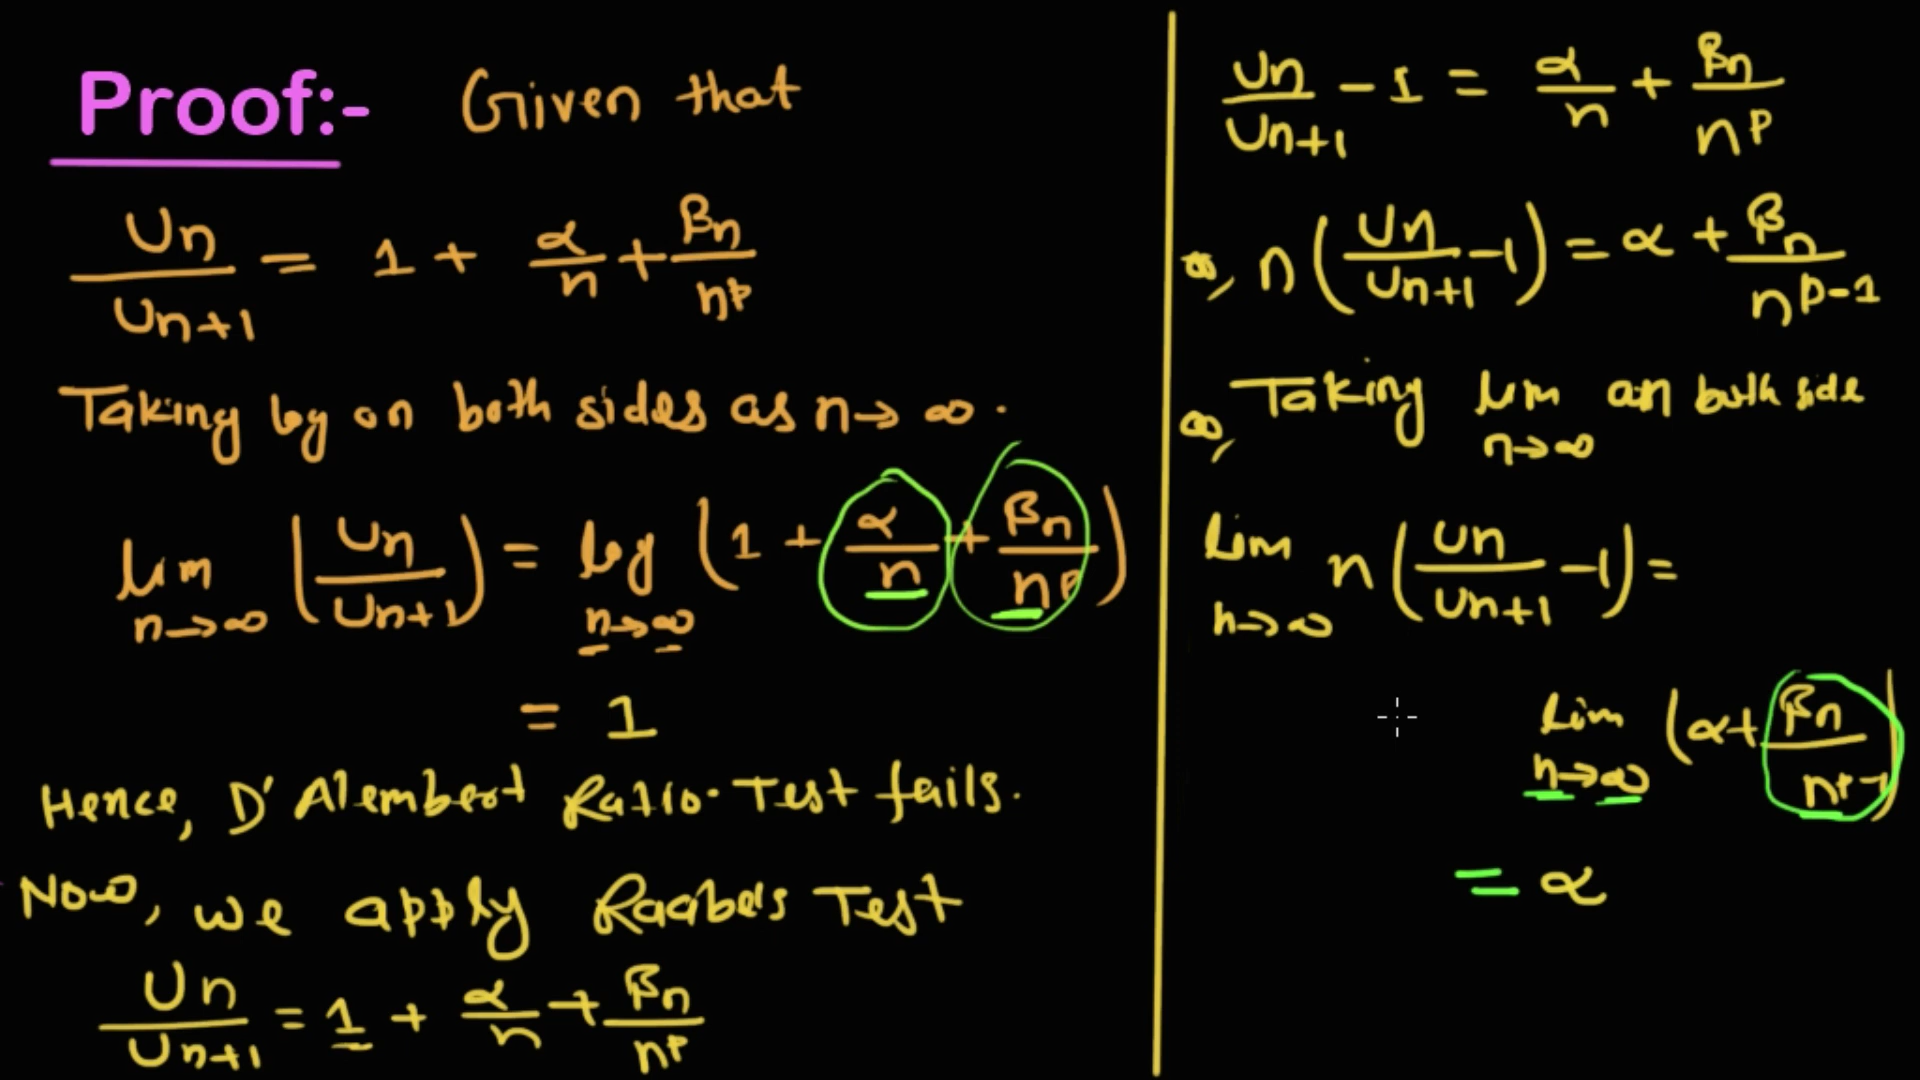 Proof:- Given that
Un/Un+1 = 1 + α/n + βn/n^p
Taking log on both sides as n→∞.
lim n→∞ (Un/Un+1) = log n→∞ (1 + α/n + βn/n^p)
= 1
Hence, D'Alembert Ratio-Test fails.
Now, we apply Raabe's Test
Un/Un+1 = 1 + α/n + βn/n^p
Un/Un+1 - 1 = α/n + βn/n^p
n(Un/Un+1 - 1) = α + βn/n^p-1
Taking lim n→∞ on both side
lim n→∞ n(Un/Un+1 - 1) =
lim n→∞ (α + βn/n^p-1)
= α